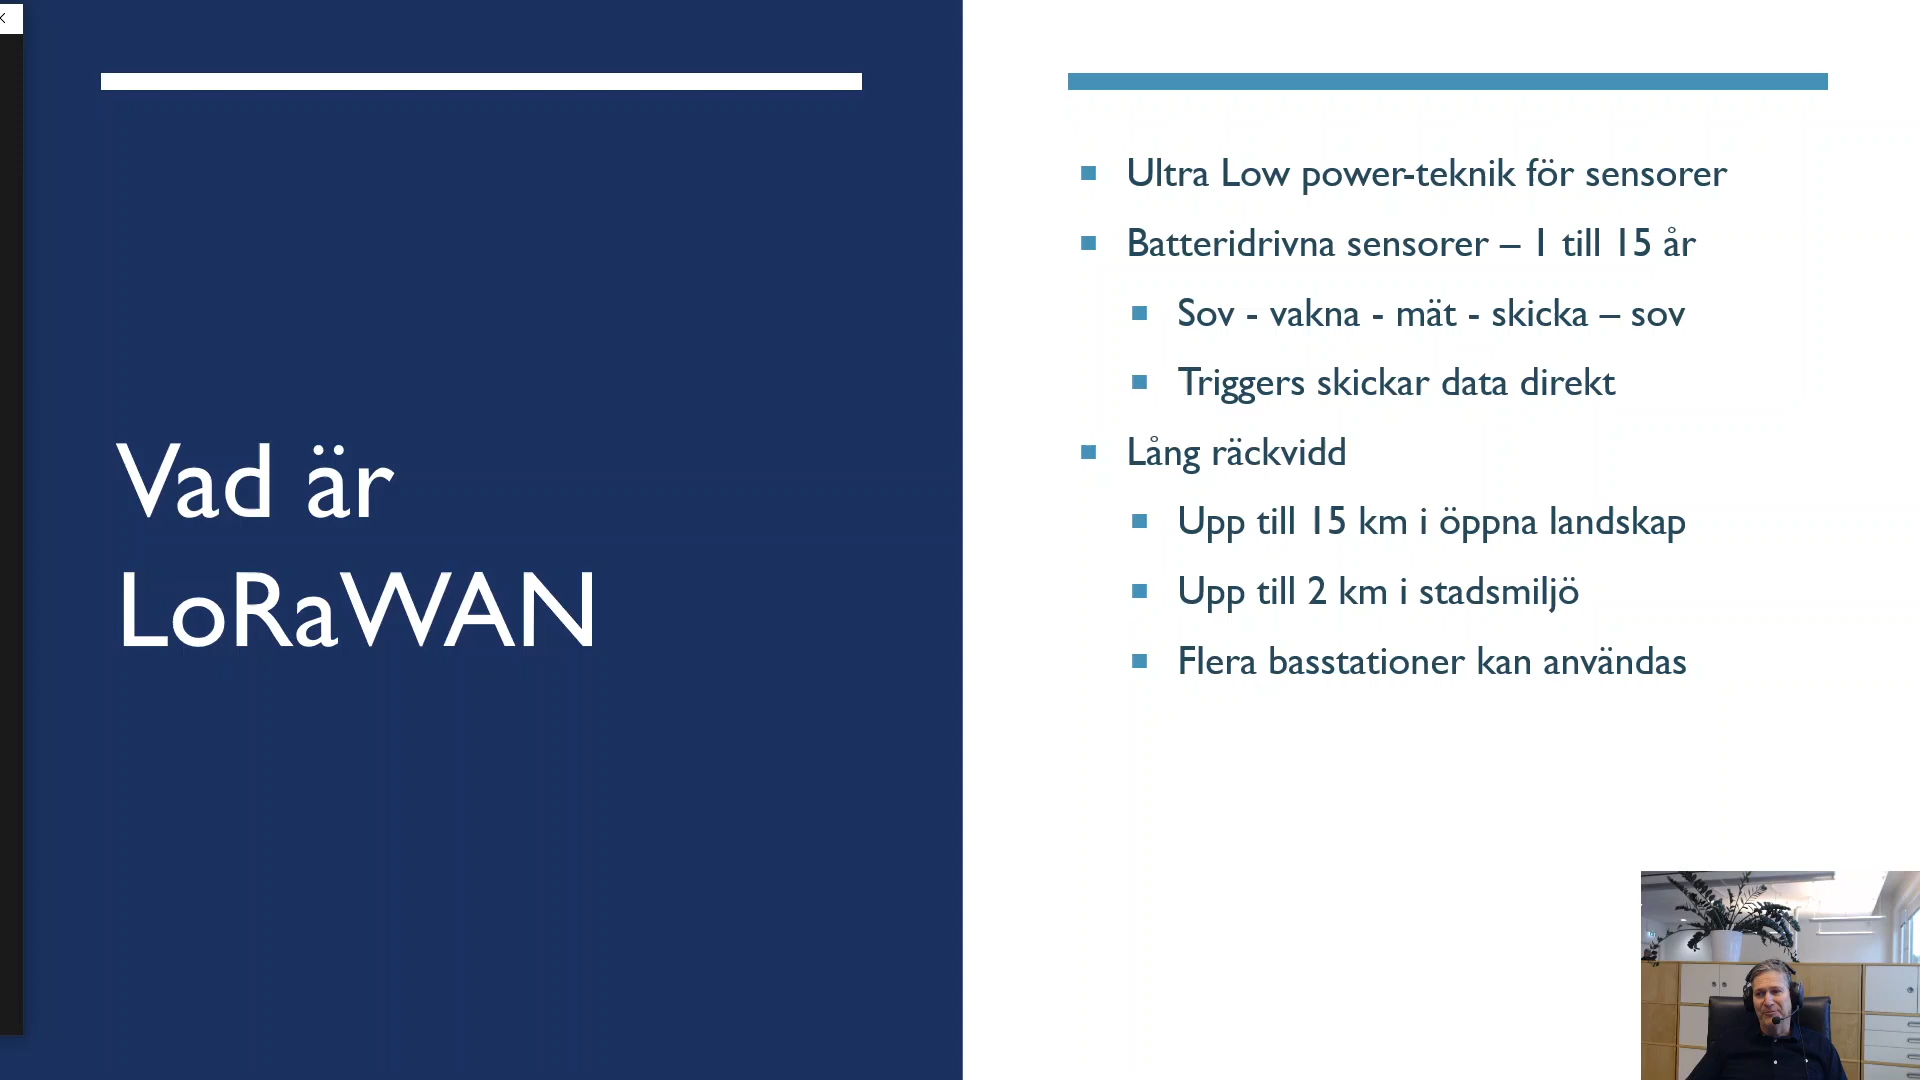 Vad är
LoRaWAN
Ultra Low power-teknik för sensorer
Batteridrivna sensorer – 1 till 15 år
Sov - vakna - mät - skicka – sov
Triggers skickar data direkt
Lång räckvidd
Upp till 15 km i öppna landskap
Upp till 2 km i stadsmiljö
Flera basstationer kan användas